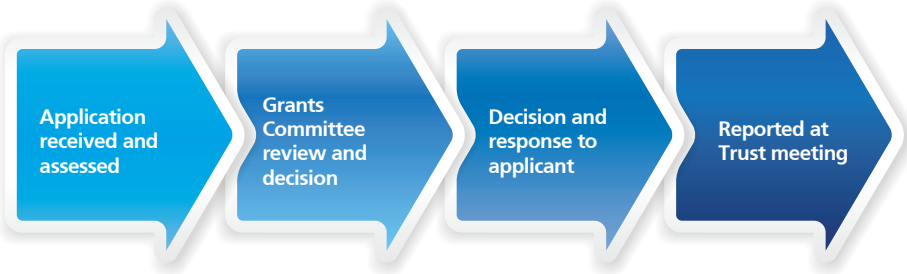 Application
received and
assessed
Grants
Committee
review and
decision
Decision and
response to
applicant
Reported at
Trust meeting